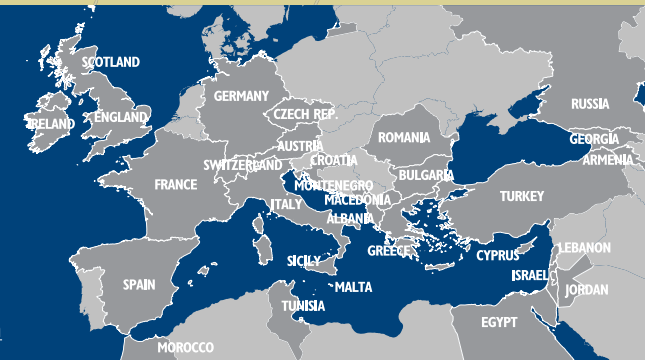 SCOTLAND
IRELAND
ENGLAND
GERMANY
CZECH REP.
RUSSIA
AUSTRIA
ROMANIA
GEORGIA
SWITZERLAND
CROATIA
ARMENIA
FRANCE
MONTENEGRO
BULGARIA
MACEDONIA
TURKEY
ITALY
ALBANIA
GREECE
CYPRUS
LEBANON
SICILY
ISRAEL
SPAIN
MALTA
JORDAN
TUNISIA
EGYPT
MOROCCO